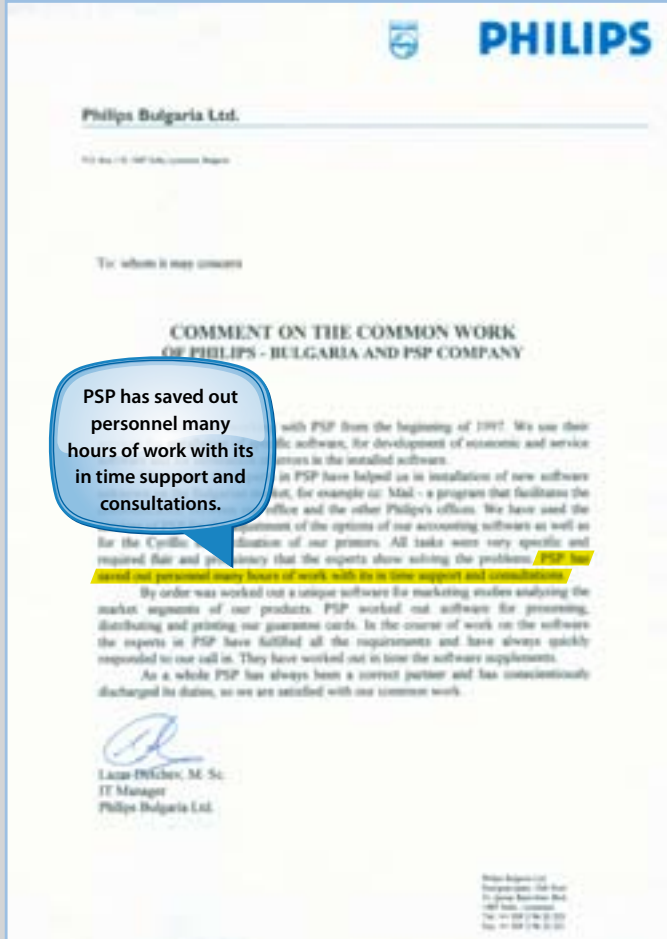 PHILIPS
Philips Bulgaria Ltd.
To: whom it may concern
COMMENT ON THE COMMON WORK
OF PHILIPS - BULGARIA AND PSP COMPANY
PSP has saved out
personnel many
hours of work with its
in time support and
consultations.
with PSP from the beginning of 1997. We use their
software, for development of economic and service
errors in the installed software.
in PSP have helped us in installation of new software
for example cc: Mail - a program that facilitates the
office and the other Philips's offices. We have used the
of the options of our accounting software as well as
for the of our printers. All tasks were very specific and
required flair and that the experts show solving the problems. PSP has
saved out personnel many hours of work with its in time support and consultations.
By order was worked out a unique software for marketing studies analyzing the
market segments of our products. PSP worked out software for processing,
distributing and printing our guarantee cards. In the course of work on the software
the experts in PSP have fulfilled all the requirements and have always quickly
responded to our call in. They have worked out in time the software supplements.
As a whole PSP has always been a correct partner and has conscientiously
discharged its duties, so we are satisfied with our common work.
M. Sc.
IT Manager
Philips Bulgaria Ltd.